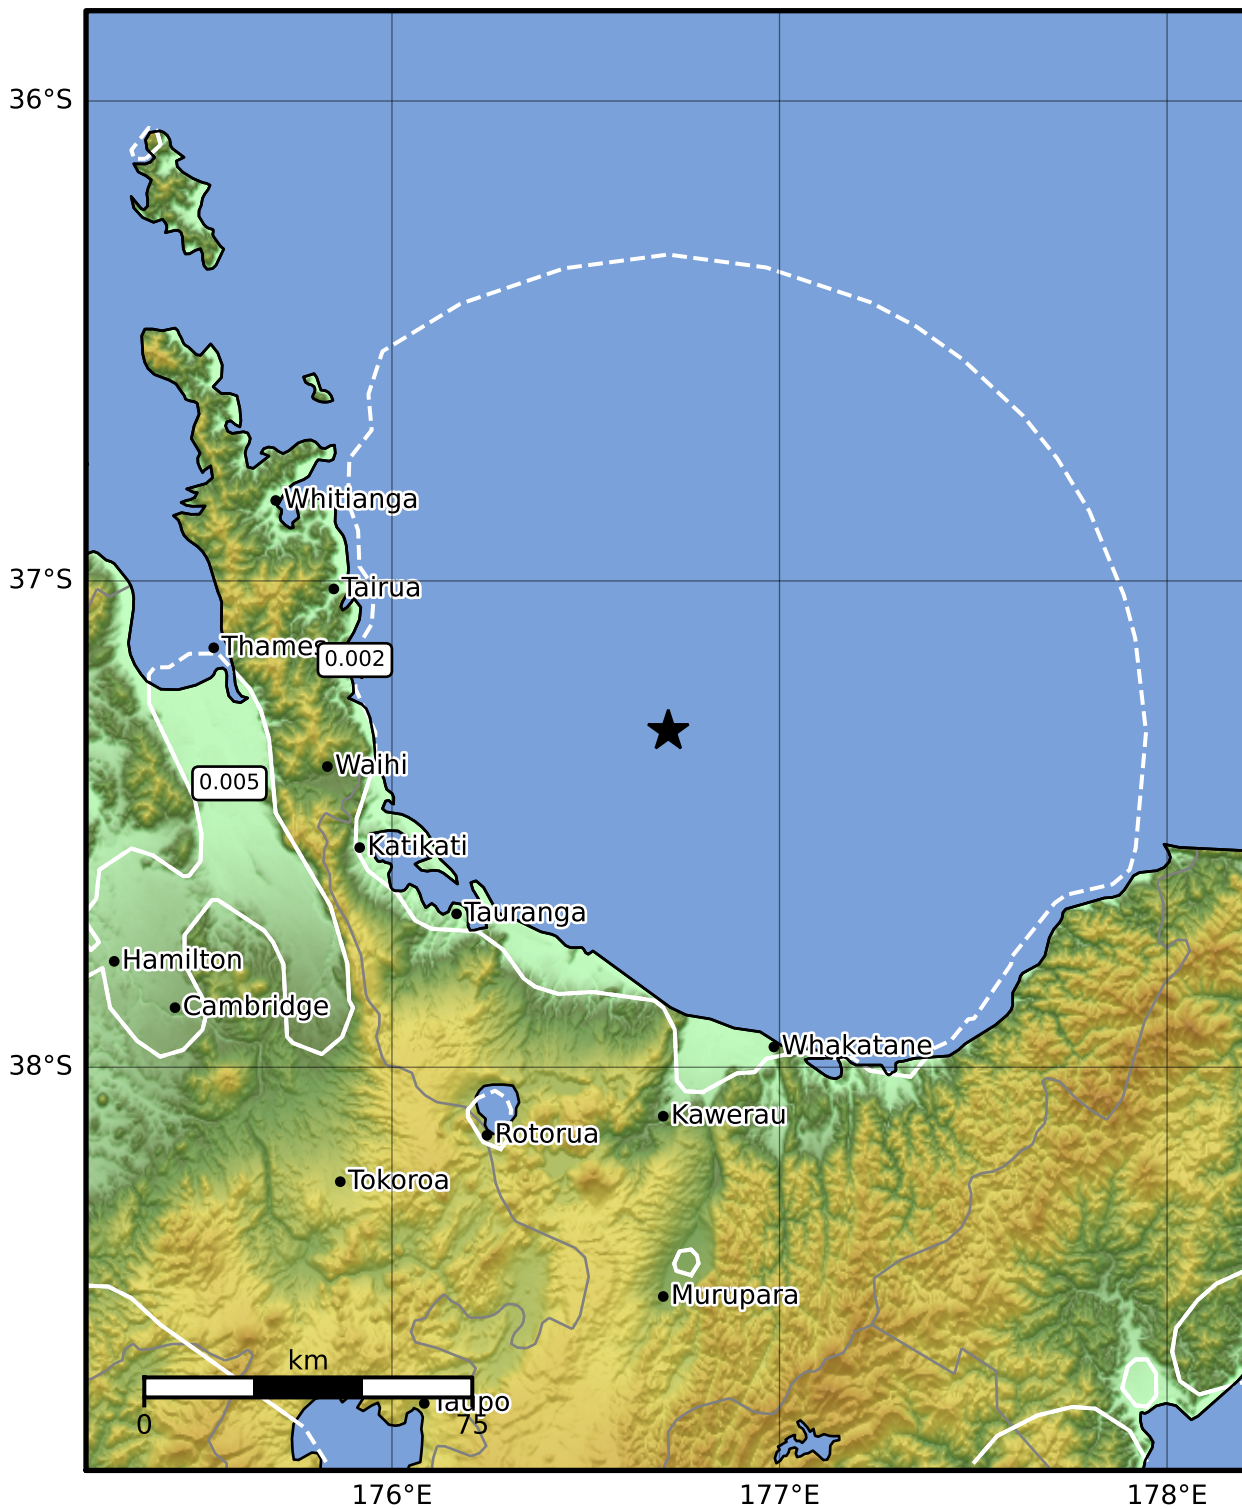 36°S
Whitianga
37°S
Tairua
Thames
0.002
Waihi
0.005
Katikati
Tauranga
Hamilton
Cambridge
Whakatane
38°S
Kawerau
Rotorua
Tokoroa
Murupara
km
Taupo
0
75
176°E
177°E
178°E